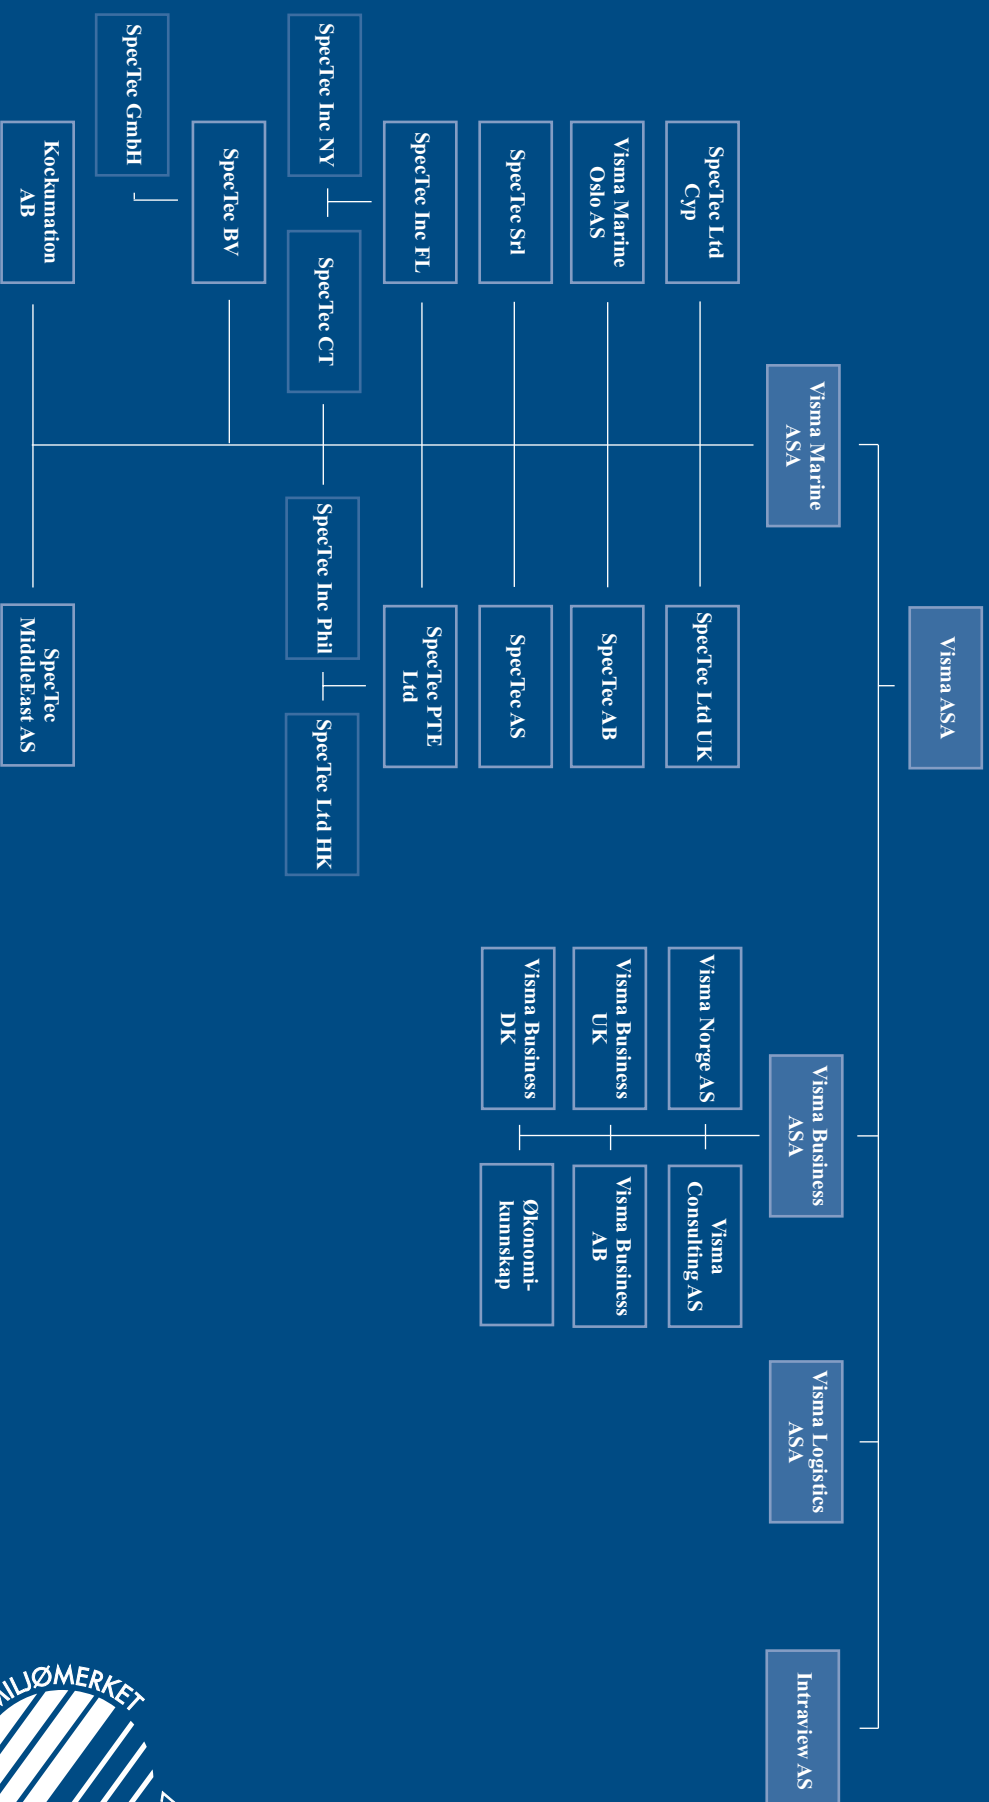 Visma ASA
Visma Marine
ASA
Visma Business
ASA
Visma Logistics
ASA
Intraview AS
SpecTec Ltd
Cyp
SpecTec Ltd UK
Visma Norge AS
Visma
Consulting AS
Visma Marine
Oslo AS
SpecTec AB
Visma Business
UK
Visma Business
AB
SpecTec Srl
SpecTec AS
Visma Business
DK
Økonomi-
kunnskap
SpecTec Inc FL
SpecTec PTE
Ltd
SpecTec Inc NY
SpecTec CT
SpecTec Inc Phil
SpecTec Ltd HK
SpecTec BV
SpecTec GmbH
Kockumation
AB
SpecTec
MiddleEast AS
MILJØMERKET